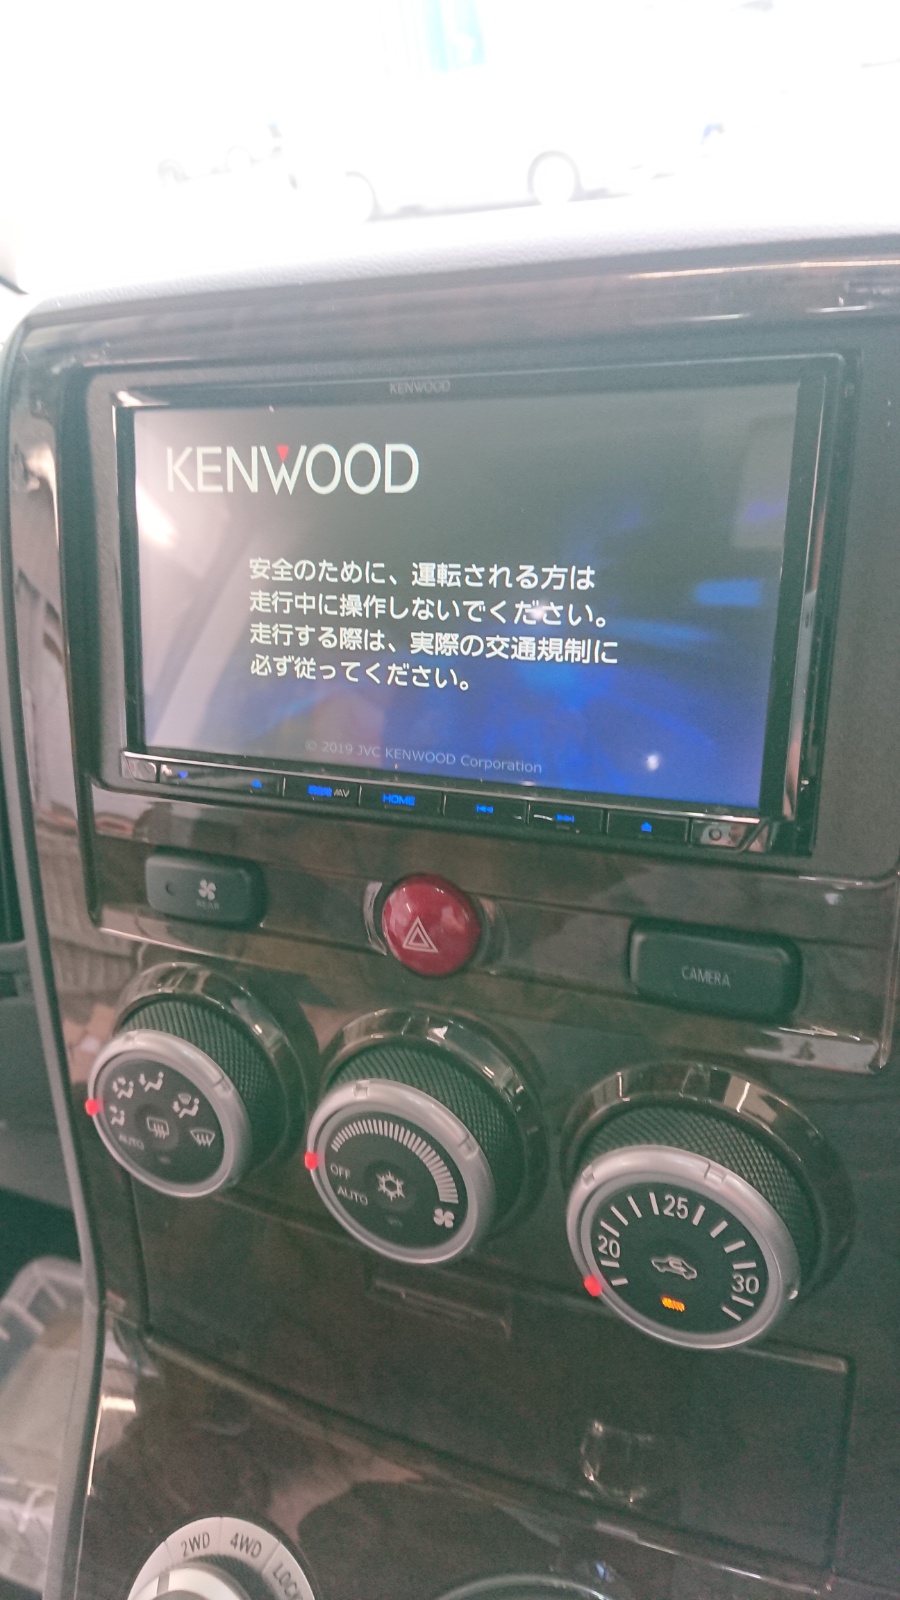 KENWOOD
KENWOOD
安全のために、運転される方は
走行中に操作しないでください。
走行する際は、実際の交通規制に
必ず従ってください。
© 2019 JVC KENWOOD Corporation
/AV
HOME
REAR
CAMERA
AUTO
OFF
AUTO
20
25
30
2WD
4WD
LOCK